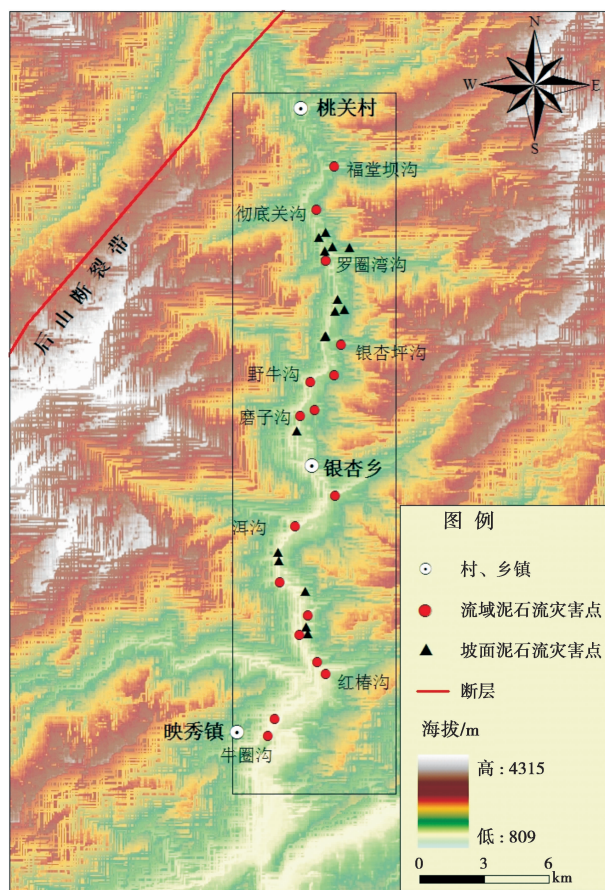 N
W
E
S
桃关村
福堂坝沟
彻底关沟
罗圈湾沟
后山断裂带
银杏坪沟
野牛沟
磨子沟
银杏乡
洱沟
红椿沟
映秀镇
牛圈沟
图 例
村、乡镇
流域泥石流灾害点
坡面泥石流灾害点
断层
海拔/m
高：4315
低：809
0 3 6
km